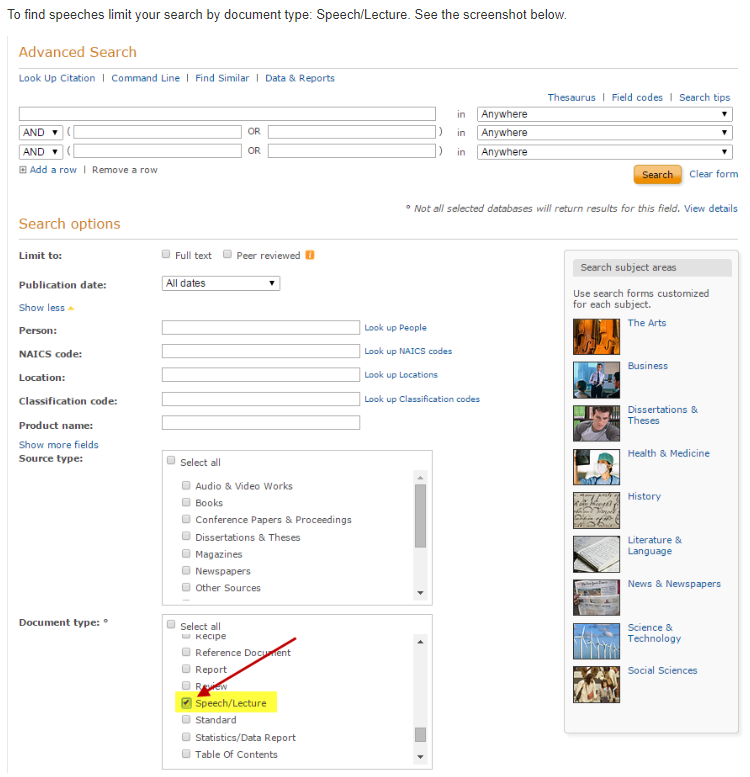 To find speeches limit your search by document type: Speech/Lecture. See the screenshot below.
Advanced Search
Look Up Citation | Command Line | Find Similar | Data & Reports
Thesaurus | Field codes | Search tips
in Anywhere
AND ( OR ) in Anywhere
AND ( OR ) in Anywhere
Add a row | Remove a row
Search Clear form
° Not all selected databases will return results for this field. View details
Search options
Limit to: Full text Peer reviewed i
Publication date: All dates
Show less
Person: Look up People
NAICS code: Look up NAICS codes
Location: Look up Locations
Classification code: Look up Classification codes
Product name:
Show more fields
Source type:
Select all
Audio & Video Works
Books
Conference Papers & Proceedings
Dissertations & Theses
Magazines
Newspapers
Other Sources
Document type: °
Select all
Recipe
Reference Document
Report
Review
Speech/Lecture
Standard
Statistics/Data Report
Table Of Contents
Search subject areas
Use search forms customized
for each subject.
The Arts
Business
Dissertations &
Theses
Health & Medicine
History
Literature &
Language
News & Newspapers
Science &
Technology
Social Sciences